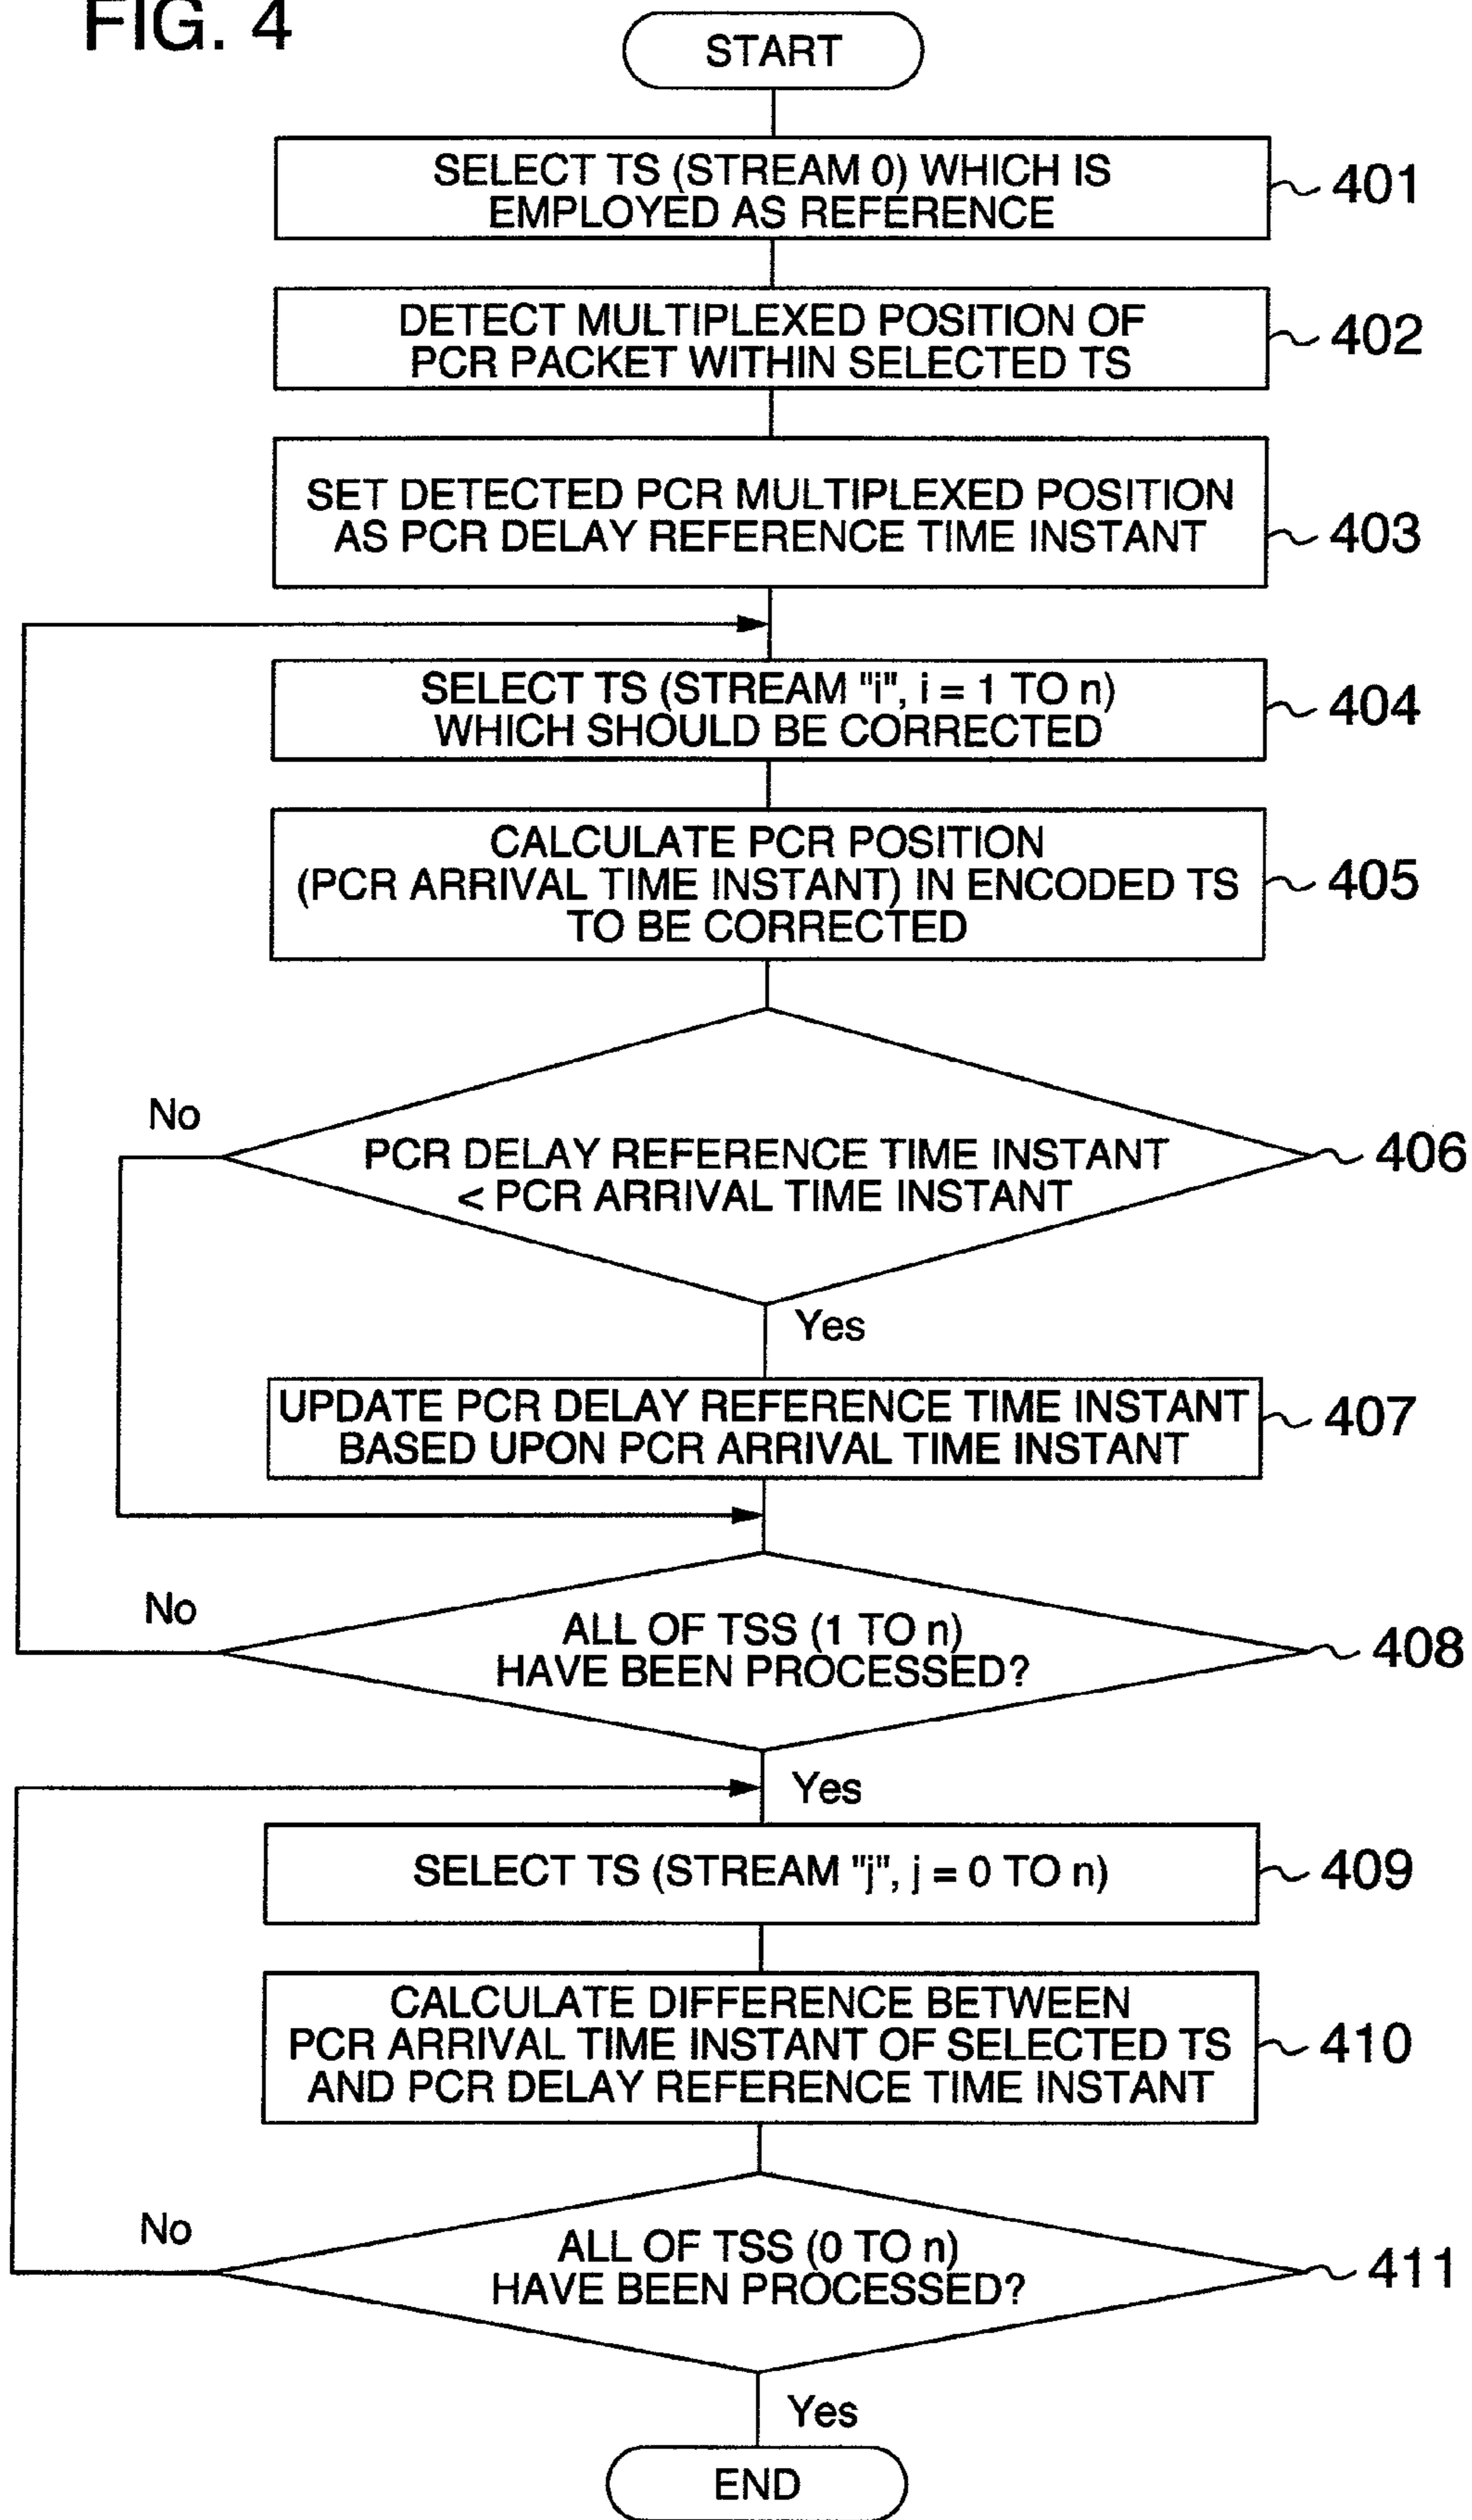 FIG. 4
START
SELECT TS (STREAM 0) WHICH IS
EMPLOYED AS REFERENCE
401
DETECT MULTIPLEXED POSITION OF
PCR PACKET WITHIN SELECTED TS
402
SET DETECTED PCR MULTIPLEXED POSITION
AS PCR DELAY REFERENCE TIME INSTANT
403
SELECT TS (STREAM "i", i = 1 TO n)
WHICH SHOULD BE CORRECTED
404
CALCULATE PCR POSITION
(PCR ARRIVAL TIME INSTANT) IN ENCODED TS
TO BE CORRECTED
405
No
PCR DELAY REFERENCE TIME INSTANT
< PCR ARRIVAL TIME INSTANT
406
Yes
UPDATE PCR DELAY REFERENCE TIME INSTANT
BASED UPON PCR ARRIVAL TIME INSTANT
407
No
ALL OF TSS (1 TO n)
HAVE BEEN PROCESSED?
408
Yes
SELECT TS (STREAM "j", j = 0 TO n)
409
CALCULATE DIFFERENCE BETWEEN
PCR ARRIVAL TIME INSTANT OF SELECTED TS
AND PCR DELAY REFERENCE TIME INSTANT
410
No
ALL OF TSS (0 TO n)
HAVE BEEN PROCESSED?
411
Yes
END